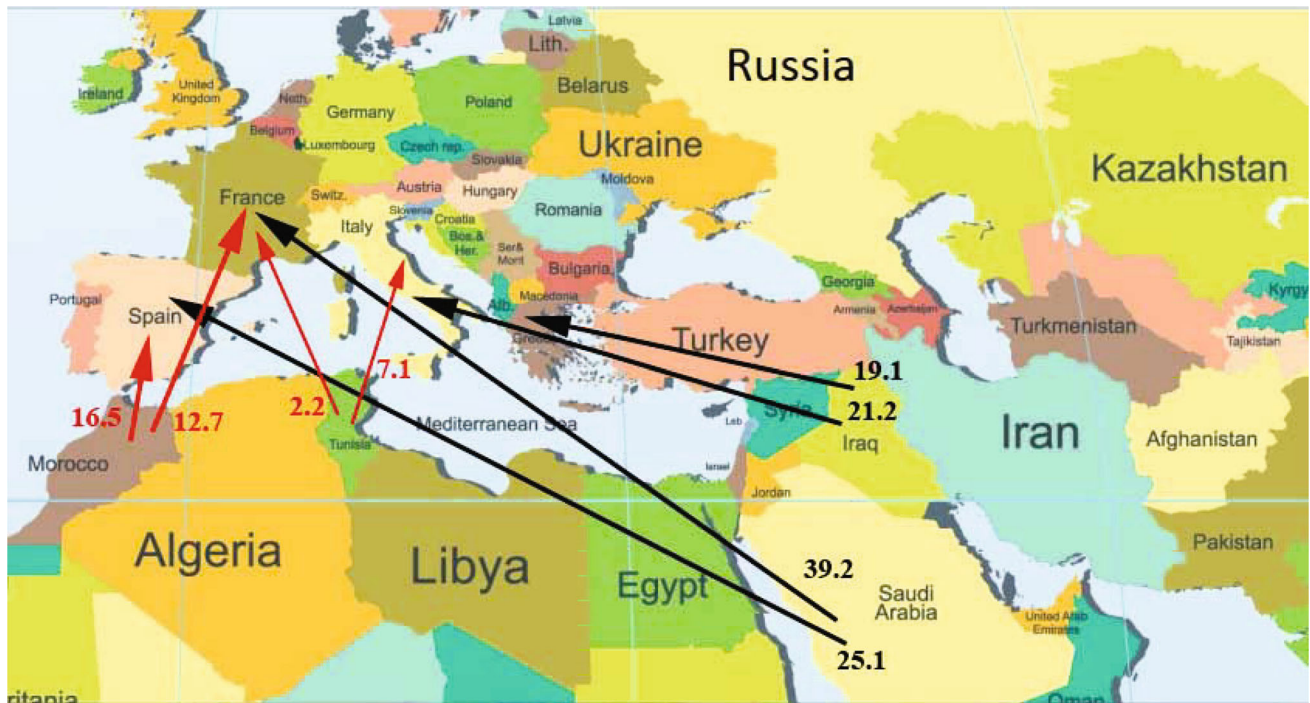 Latvia
Lith.
Russia
Belarus
Ireland
United
Kingdom
Neth.
Germany
Poland
Belgium
Luxembourg
Czech rep.
Ukraine
Slovakia
Kazakhstan
France
Switz.
Austria
Hungary
Moldova
Slovenia
Romania
Italy
Croatia
Bos.&
Her.
Ser&
Mont
Bulgaria
Georgia
Kyrgy
Portugal
Spain
Alb.
Macedonia
Armenia
Azerbaijan
Turkmenistan
Tajikistan
Turkey
7.1
19.1
16.5
12.7
2.2
21.2
Syria
Leb
Mediterranean Sea
Iraq
Iran
Afghanistan
Morocco
Tunisia
Israel
Jordan
Algeria
Libya
Egypt
Pakistan
39.2
Saudi
Arabia
United Arab
Emirates
25.1
ritania
Oman